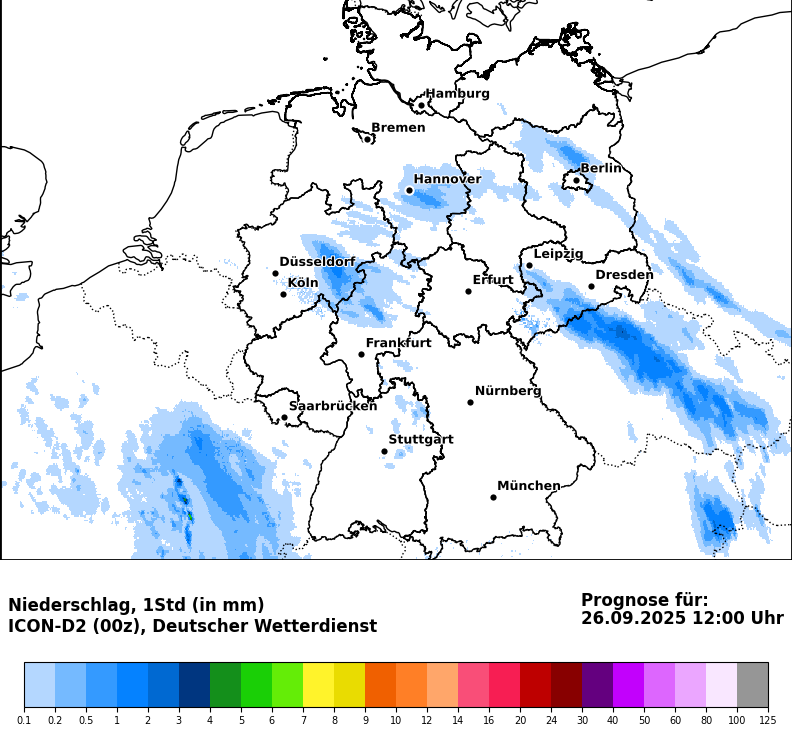 Hamburg
Bremen
Berlin
Hannover
Leipzig
Düsseldorf
Dresden
Köln
Erfurt
Frankfurt
Nürnberg
Saarbrücken
Stuttgart
München
Niederschlag, 1Std (in mm)
ICON-D2 (00z), Deutscher Wetterdienst
Prognose für:
26.09.2025 12:00 Uhr
0.1 0.2 0.5 1 2 3 4 5 6 7 8 9 10 12 14 16 20 24 30 40 50 60 80 100 125